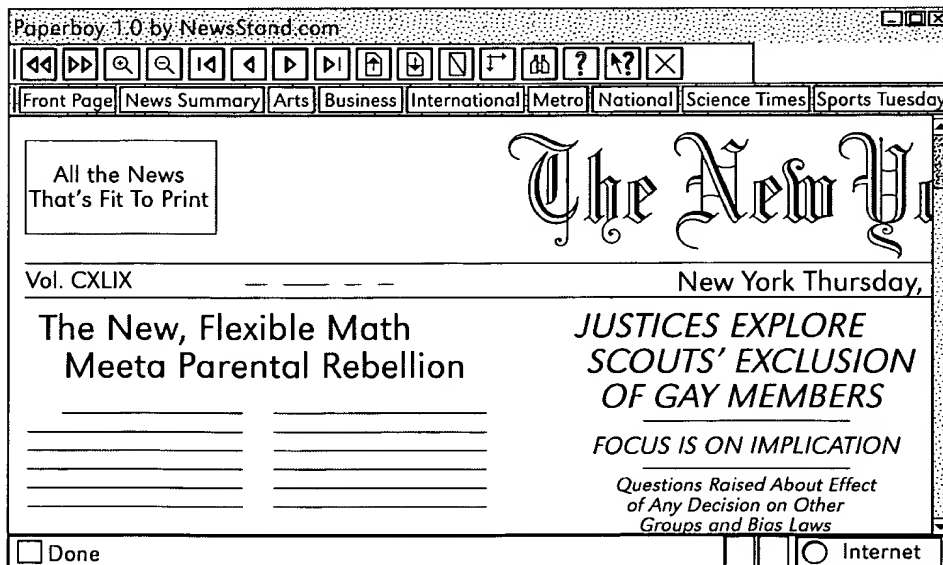 Paperboy 1.0 by NewsStand.com
Front Page News Summary Arts Business International Metro National Science Times Sports Tuesday
All the News
That's Fit To Print
The New Yo
Vol. CXLIX
New York Thursday,
The New, Flexible Math
Meeta Parental Rebellion
JUSTICES EXPLORE
SCOUTS' EXCLUSION
OF GAY MEMBERS
FOCUS IS ON IMPLICATION
Questions Raised About Effect
of Any Decision on Other
Groups and Bias Laws
Done
Internet